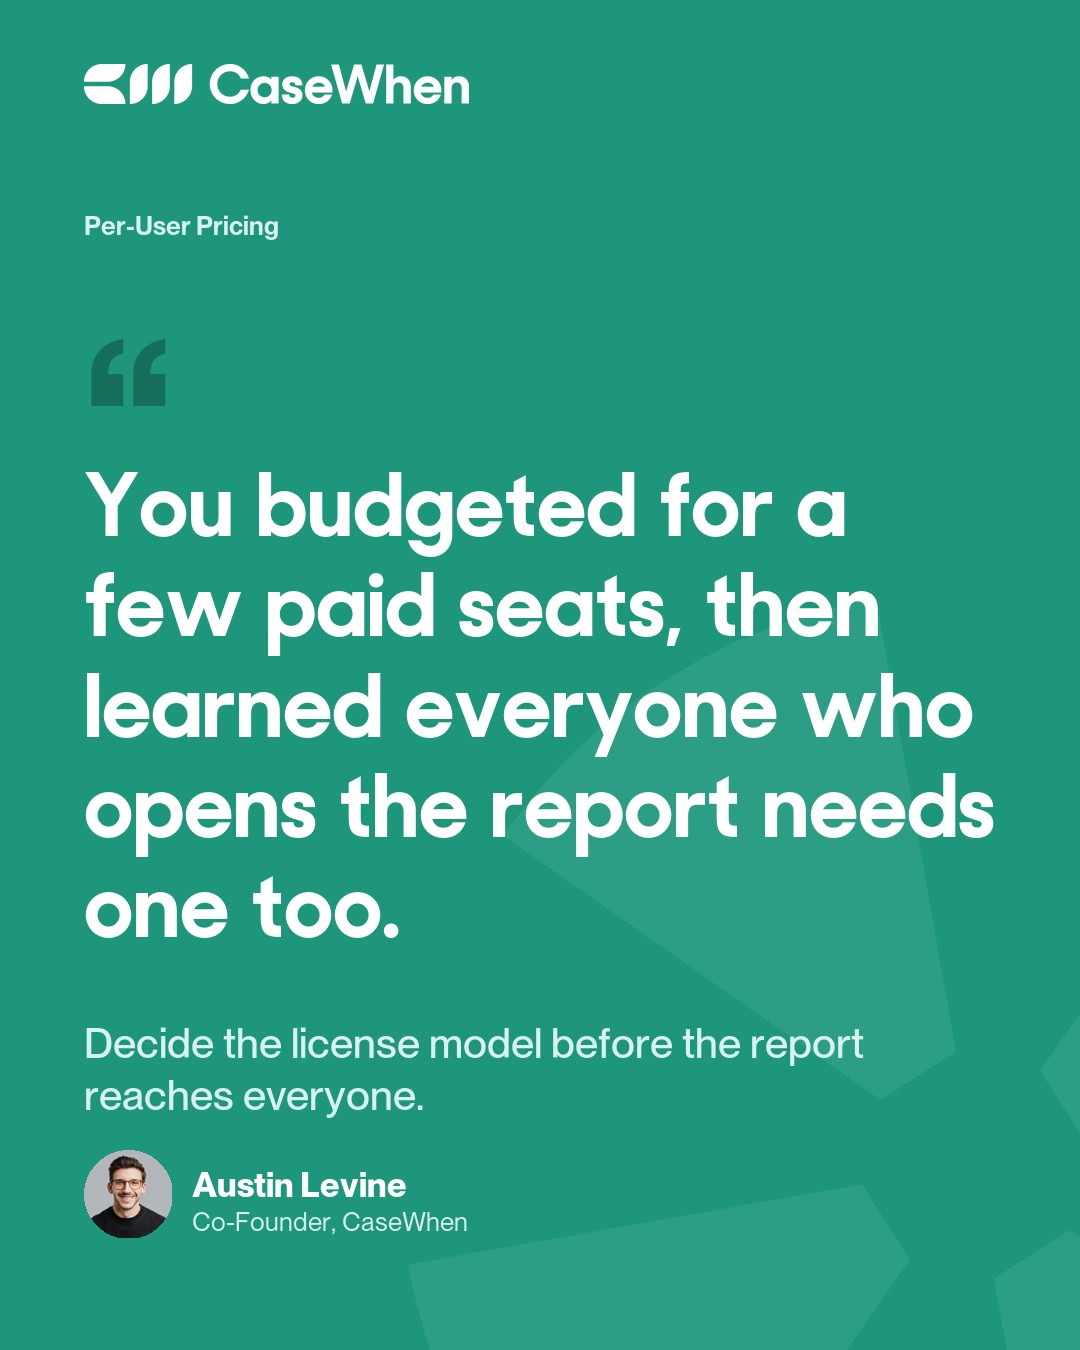 CaseWhen
Per-User Pricing
“
You budgeted for a
few paid seats, then
learned everyone who
opens the report needs
one too.
Decide the license model before the report
reaches everyone.
Austin Levine
Co-Founder, CaseWhen